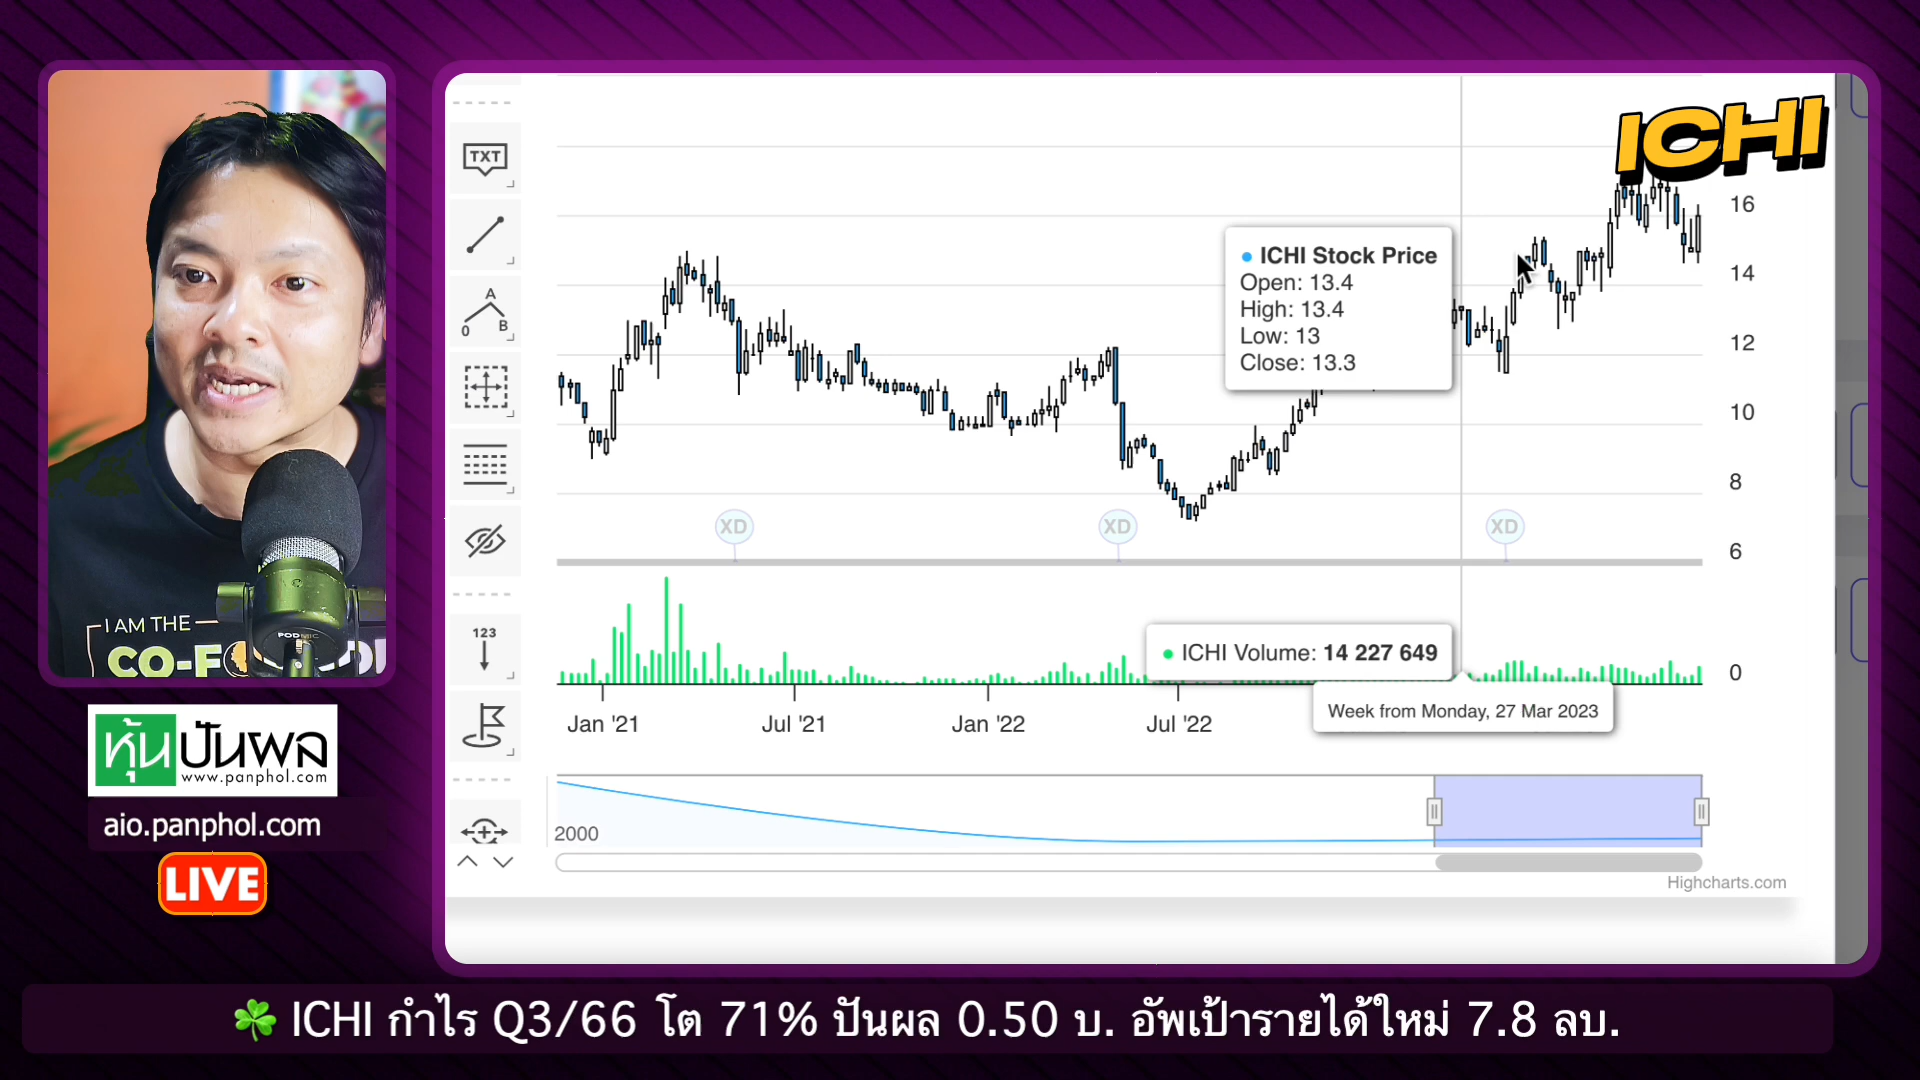 ICHI
TXT
A
0
B
123
16
14
12
10
8
6
0
ICHI Stock Price
Open: 13.4
High: 13.4
Low: 13
Close: 13.3
XD
XD
XD
ICHI Volume: 14 227 649
Week from Monday, 27 Mar 2023
Jan '21
Jul '21
Jan '22
Jul '22
2000
Highcharts.com
I AM THE
PODMIC
หุ้นปันผล
www.panphol.com
aio.panphol.com
LIVE
☘️ ICHI กำไร Q3/66 โต 71% ปันผล 0.50 บ. อัพเป้ารายได้ใหม่ 7.8 ลบ.